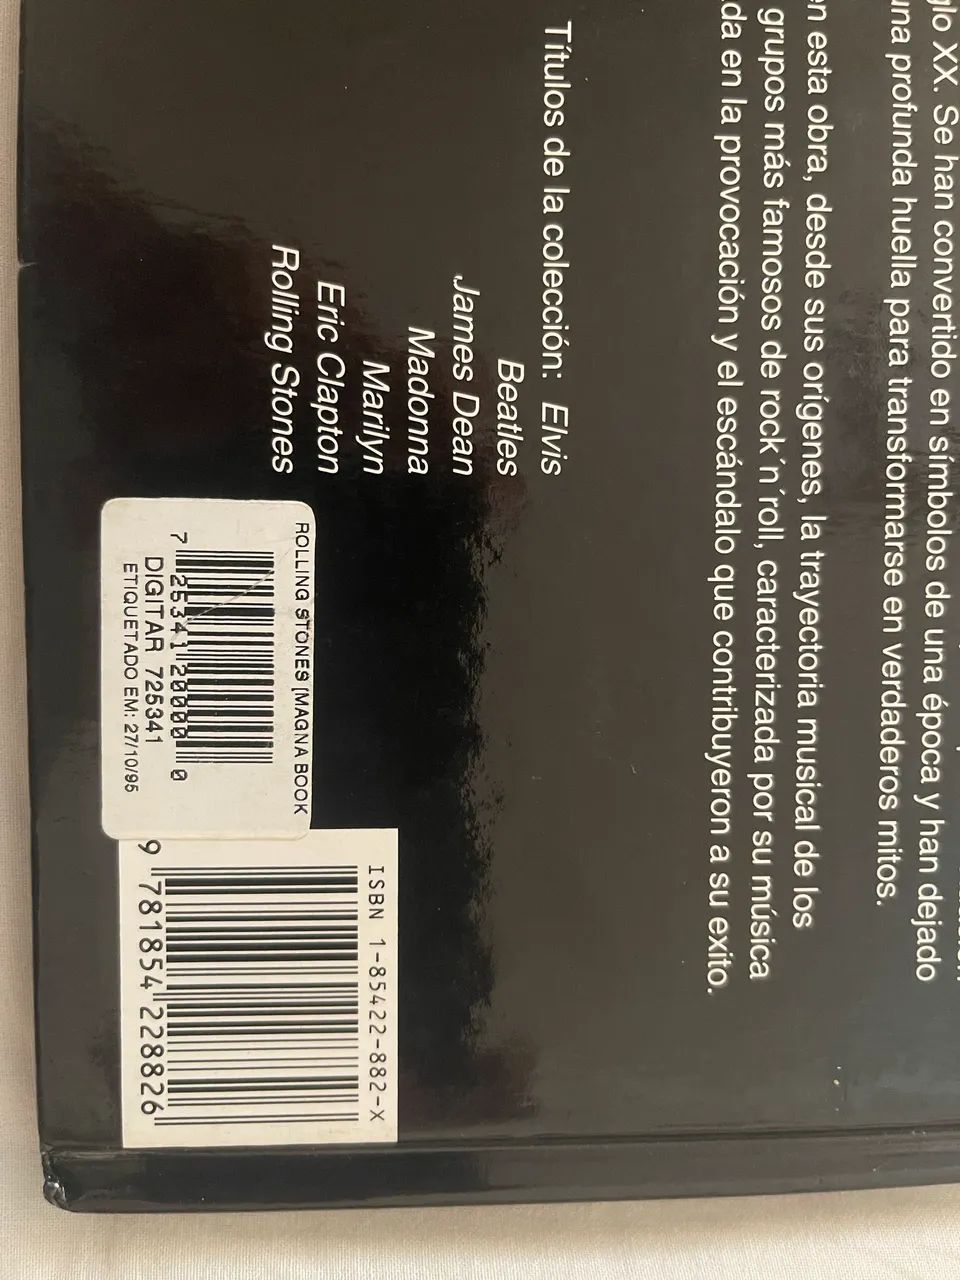 glo XX. Se han convertido en símbolos de una época y han dejado
una profunda huella para transformarse en verdaderos mitos.
en esta obra, desde sus orígenes, la trayectoria musical de los
grupos más famosos de rock´n´roll, caracterizada por su música
da en la provocación y el escándalo que contribuyeron a su exito.
Títulos de la colección: Elvis
Beatles
James Dean
Madonna
Marilyn
Eric Clapton
Rolling Stones
ROLLING STONES [MAGNA BOOK
7 25341 20000 0
DIGITAR 725341
ETIQUETADO EM: 27/10/95
ISBN 1-85422-882-X
9 781854 228826